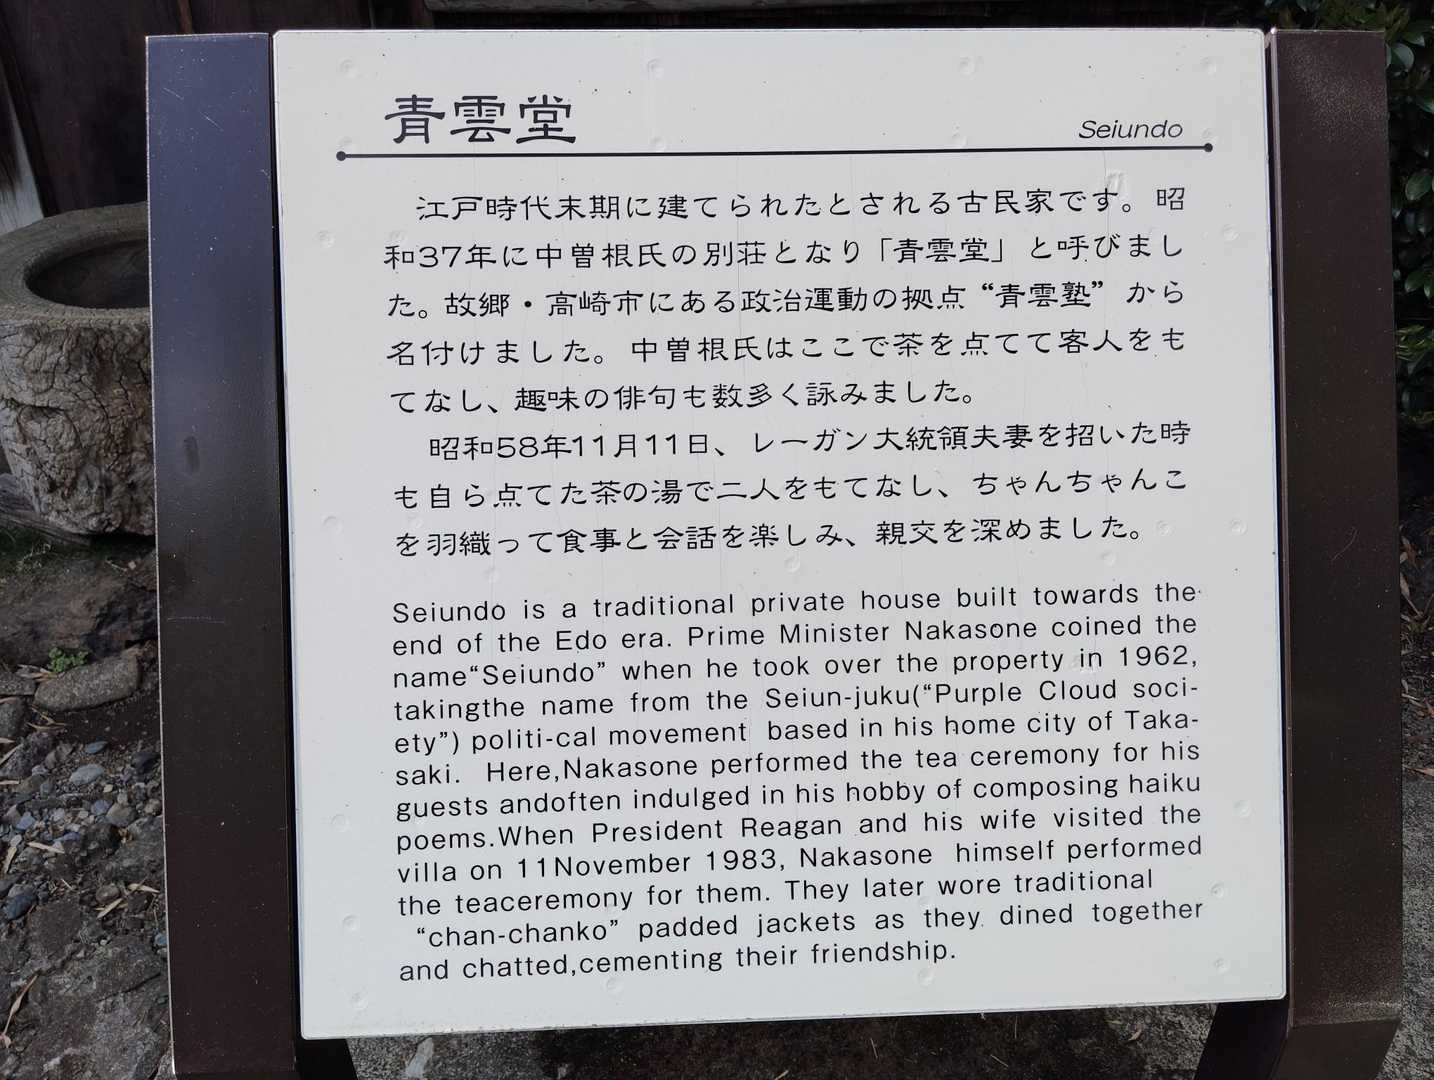 青雲堂
Seiundo
江戸時代末期に建てられたとされる古民家です。昭
和37年に中曽根氏の別荘となり「青雲堂」と呼びまし
た。故郷・高崎市にある政治運動の拠点“青雲塾”から
名付けました。中曽根氏はここで茶を点てて客人をも
てなし、趣味の俳句も数多く詠みました。
昭和58年11月11日、レーガン大統領夫妻を招いた時
も自ら点てた茶の湯で二人をもてなし、ちゃんちゃんこ
を羽織って食事と会話を楽しみ、親交を深めました。
Seiundo is a traditional private house built towards the
end of the Edo era. Prime Minister Nakasone coined the
name“Seiundo” when he took over the property in 1962,
takingthe name from the Seiun-juku(“Purple Cloud soci-
ety”) politi-cal movement based in his home city of Taka-
saki. Here,Nakasone performed the tea ceremony for his
guests andoften indulged in his hobby of composing haiku
poems.When President Reagan and his wife visited the
villa on 11November 1983, Nakasone himself performed
the teaceremony for them. They later wore traditional
“chan-chanko” padded jackets as they dined together
and chatted,cementing their friendship.